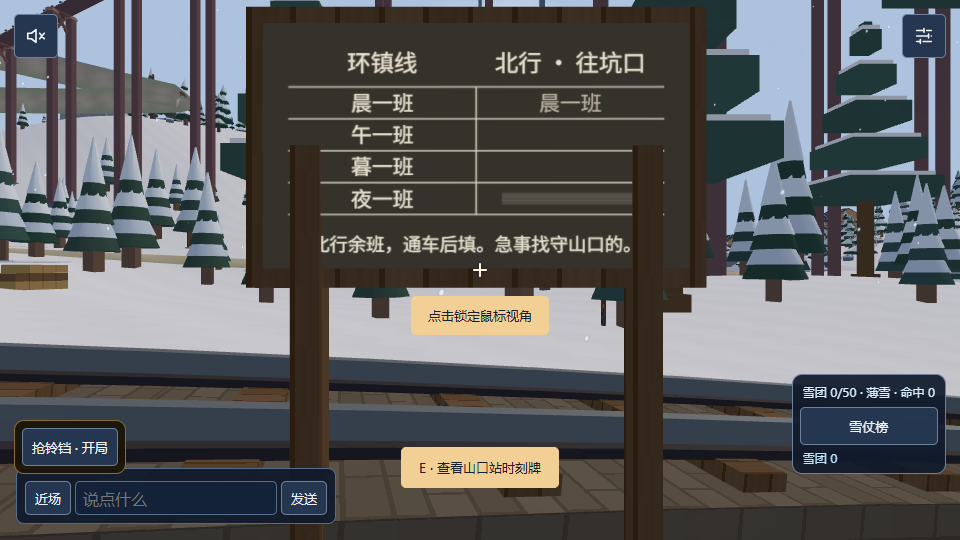 环镇线 北行 · 往坑口
晨一班 晨一班
午一班
暮一班
夜一班
北行余班，通车后填。急事找守山口的。
点击锁定鼠标视角
雪团 0/50 · 薄雪 · 命中 0
雪仗榜
雪团 0
抢铃铛 · 开局
E · 查看山口站时刻牌
近场 说点什么 发送